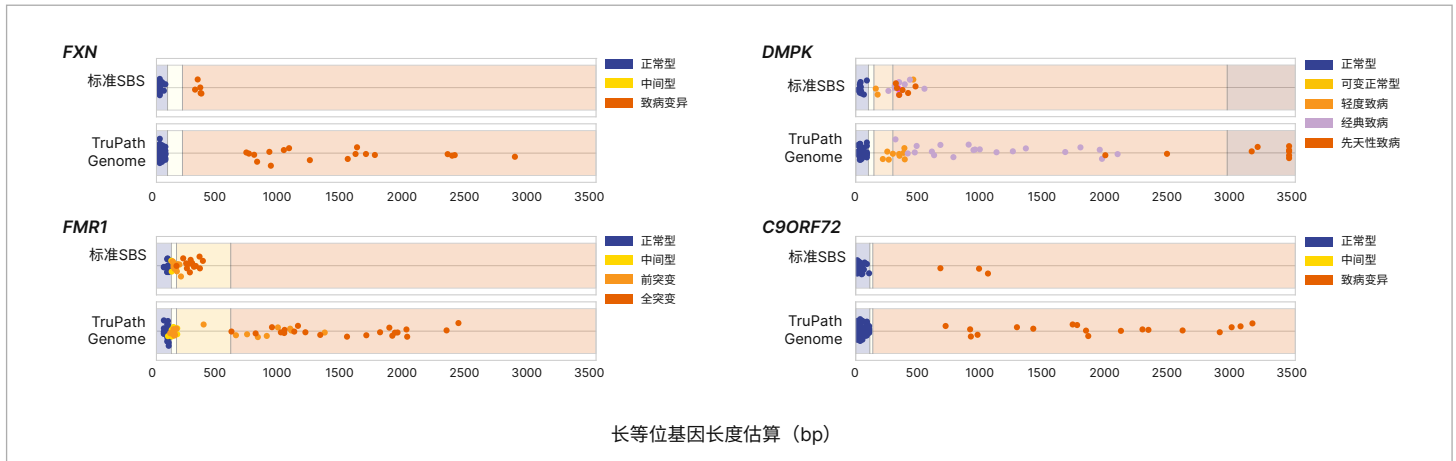 FXN
标准SBS
TruPath
Genome
正常型
中间型
致病变异
0 500 1000 1500 2000 2500 3000 3500
DMPK
标准SBS
TruPath
Genome
正常型
可变正常型
轻度致病
经典致病
先天性致病
0 500 1000 1500 2000 2500 3000 3500
FMR1
标准SBS
TruPath
Genome
正常型
中间型
前突变
全突变
0 500 1000 1500 2000 2500 3000 3500
C9ORF72
标准SBS
TruPath
Genome
正常型
中间型
致病变异
0 500 1000 1500 2000 2500 3000 3500
长等位基因长度估算（bp）